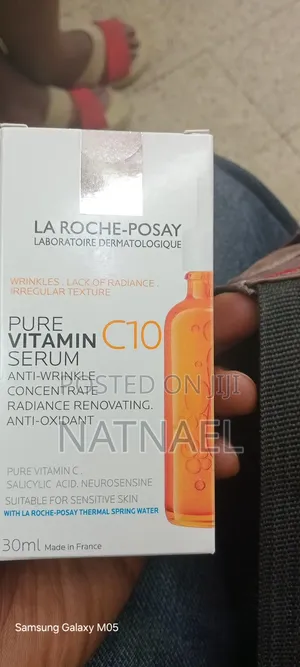 LA ROCHE-POSAY
LABORATOIRE DERMATOLOGIQUE
WRINKLES . LACK OF RADIANCE .
IRREGULAR TEXTURE
PURE
VITAMIN C10
SERUM
ANTI-WRINKLE
CONCENTRATE
RADIANCE RENOVATING.
ANTI-OXIDANT
POSTED ON JIJI
NATNAEL
PURE VITAMIN C.
SALICYLIC ACID. NEUROSENSINE
SUITABLE FOR SENSITIVE SKIN
WITH LA ROCHE-POSAY THERMAL SPRING WATER
30ml Made in France
Samsung Galaxy M05